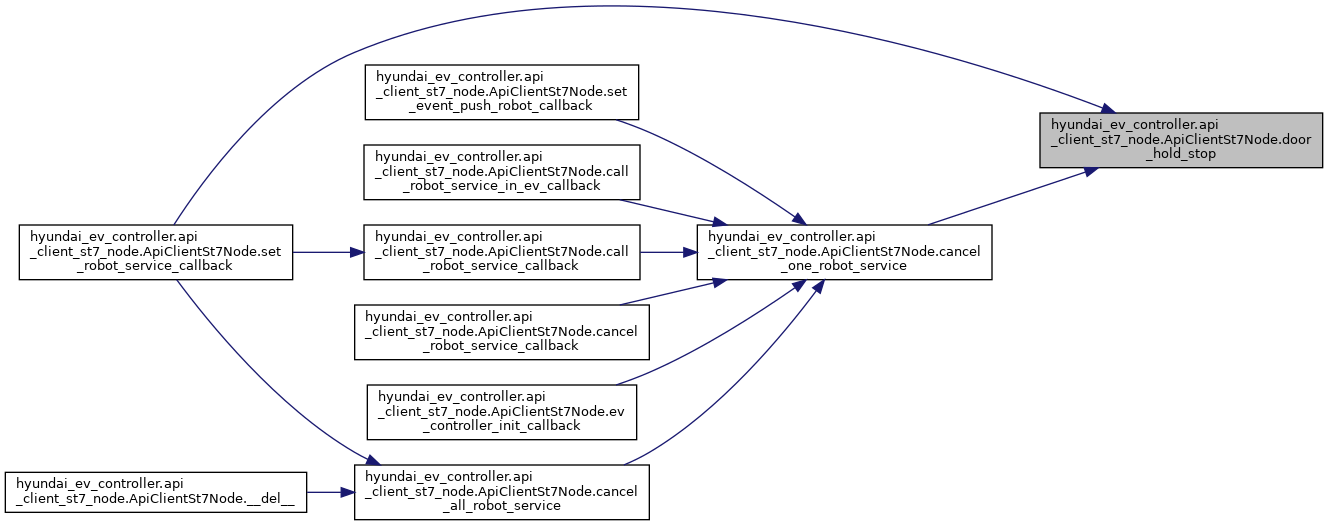 hyundai_ev_controller.api
_client_st7_node.ApiClientSt7Node.set
_event_push_robot_callback
hyundai_ev_controller.api
_client_st7_node.ApiClientSt7Node.door
_hold_stop
hyundai_ev_controller.api
_client_st7_node.ApiClientSt7Node.call
_robot_service_in_ev_callback
hyundai_ev_controller.api
_client_st7_node.ApiClientSt7Node.set
_robot_service_callback
hyundai_ev_controller.api
_client_st7_node.ApiClientSt7Node.call
_robot_service_callback
hyundai_ev_controller.api
_client_st7_node.ApiClientSt7Node.cancel
_one_robot_service
hyundai_ev_controller.api
_client_st7_node.ApiClientSt7Node.cancel
_robot_service_callback
hyundai_ev_controller.api
_client_st7_node.ApiClientSt7Node.ev
_controller_init_callback
hyundai_ev_controller.api
_client_st7_node.ApiClientSt7Node.__del__
hyundai_ev_controller.api
_client_st7_node.ApiClientSt7Node.cancel
_all_robot_service